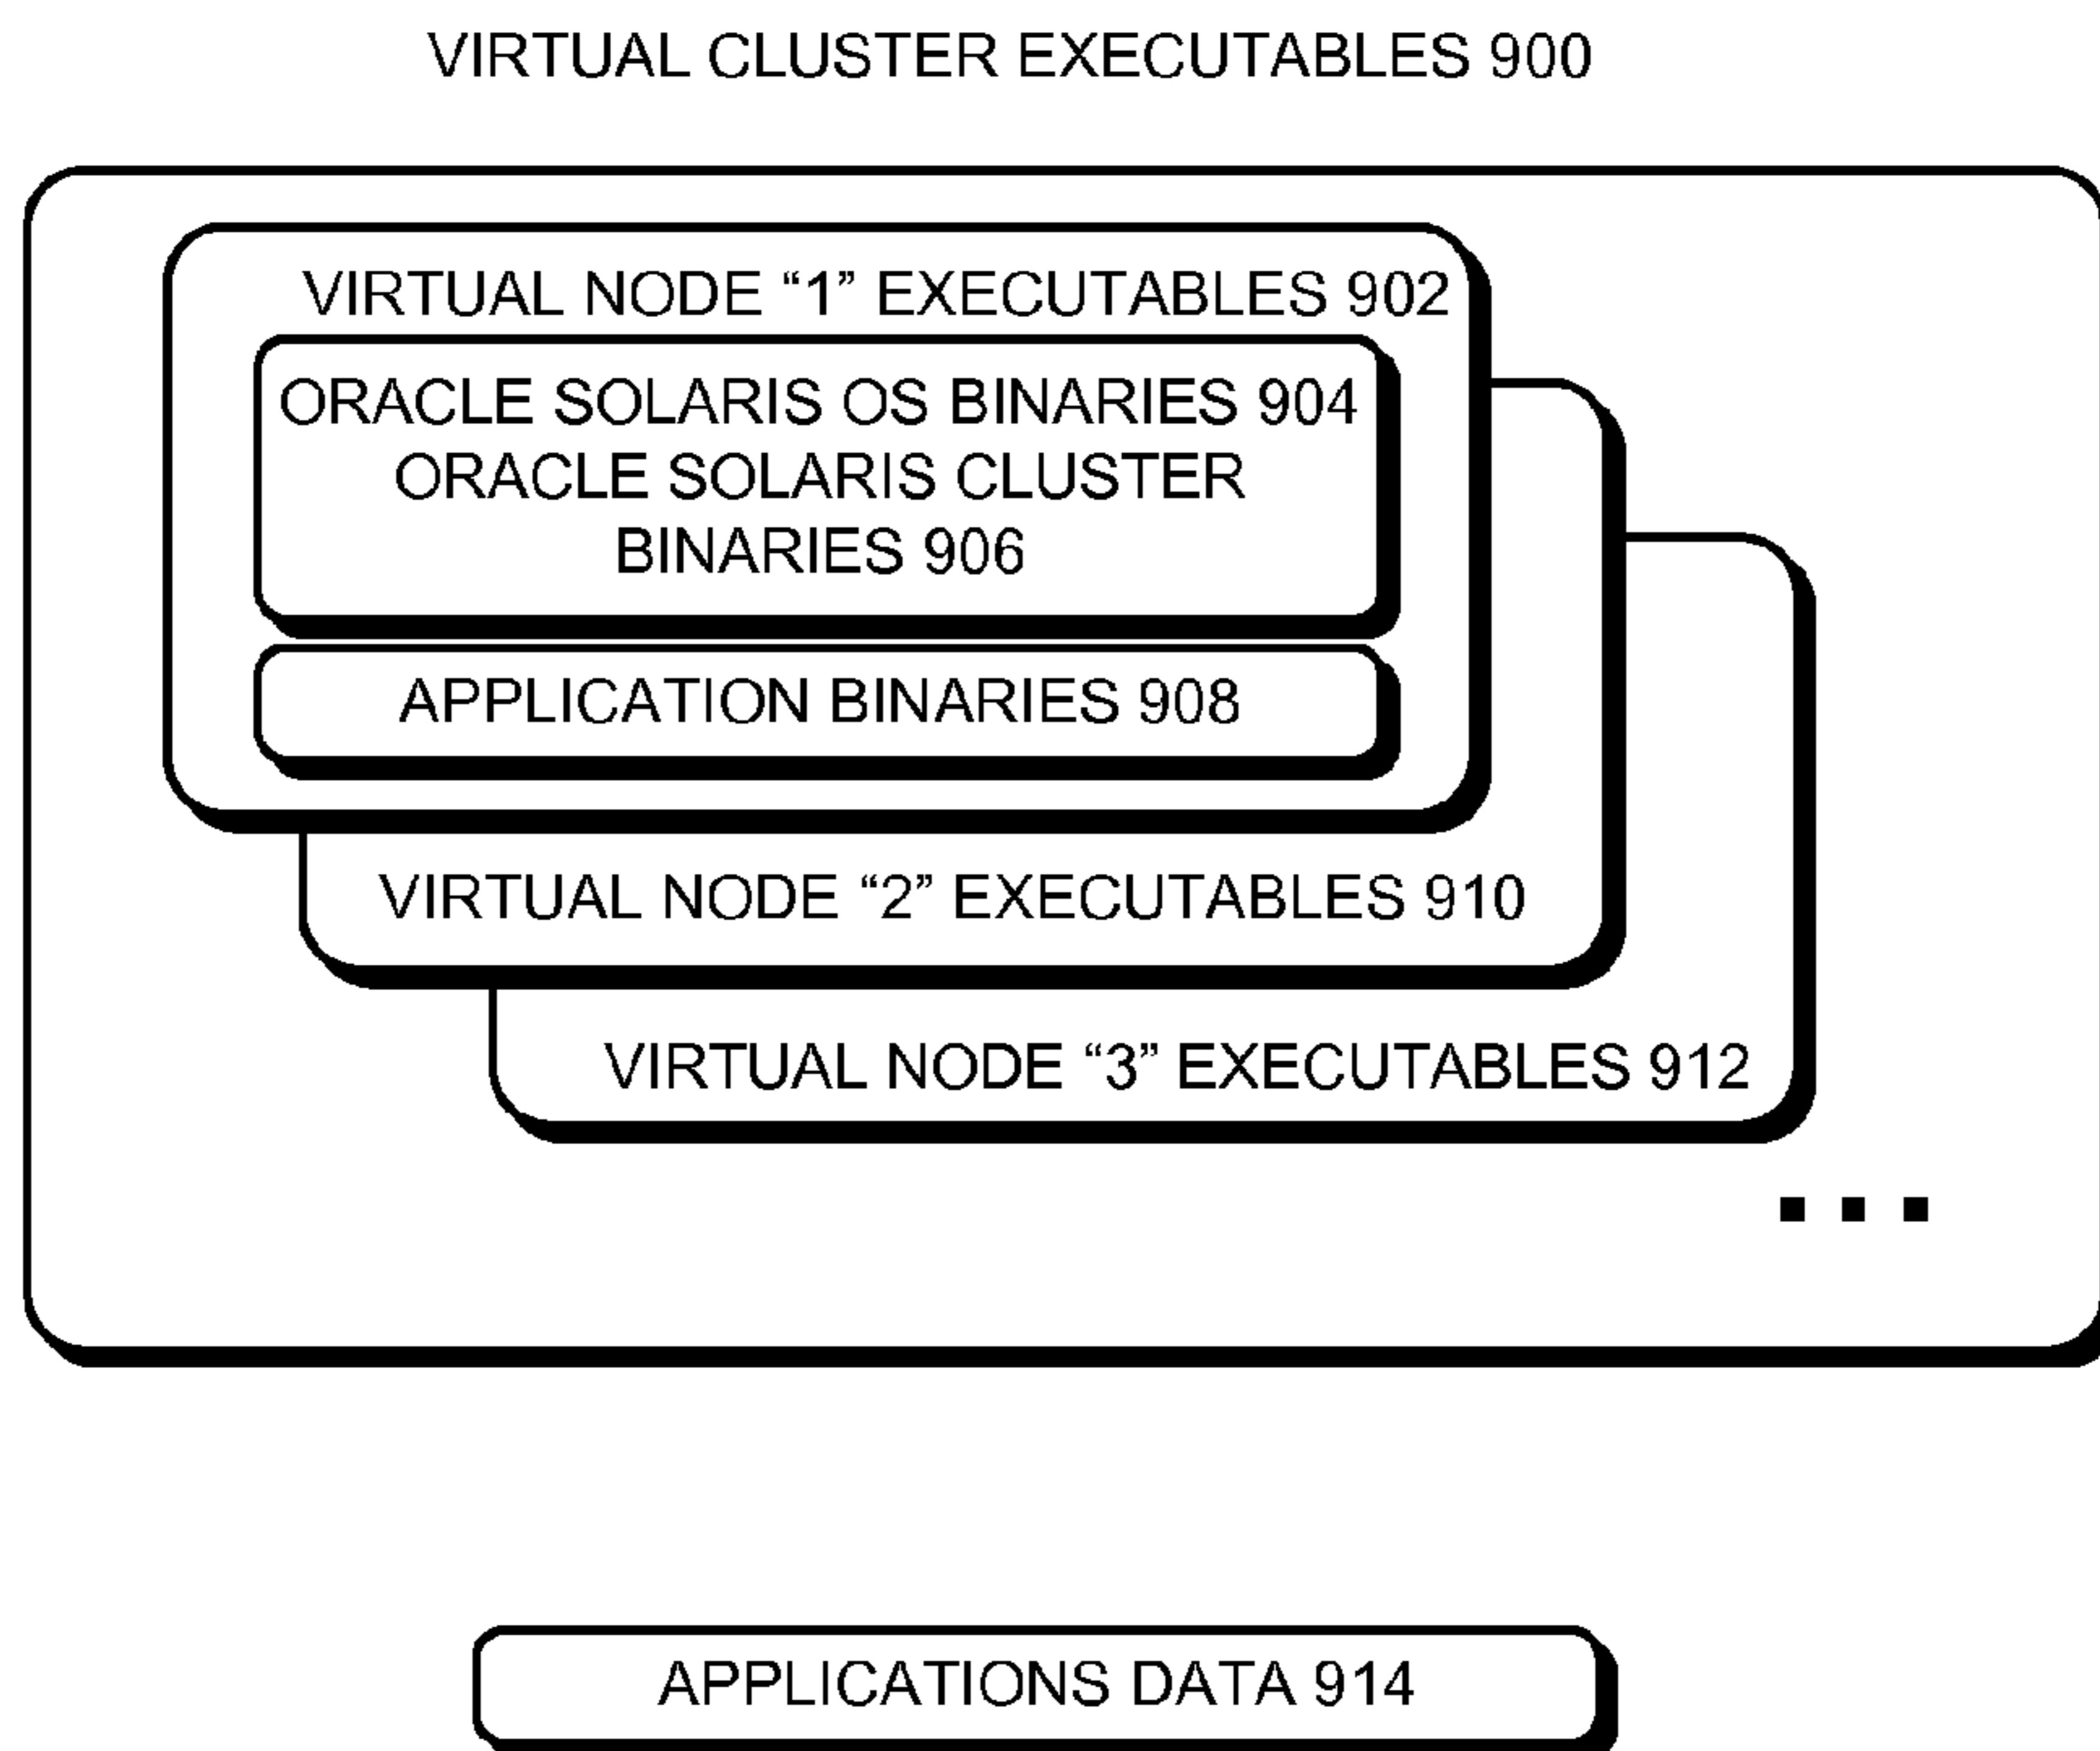 VIRTUAL CLUSTER EXECUTABLES 900
VIRTUAL NODE “1” EXECUTABLES 902
ORACLE SOLARIS OS BINARIES 904
ORACLE SOLARIS CLUSTER
BINARIES 906
APPLICATION BINARIES 908
VIRTUAL NODE “2” EXECUTABLES 910
VIRTUAL NODE “3” EXECUTABLES 912
...
APPLICATIONS DATA 914